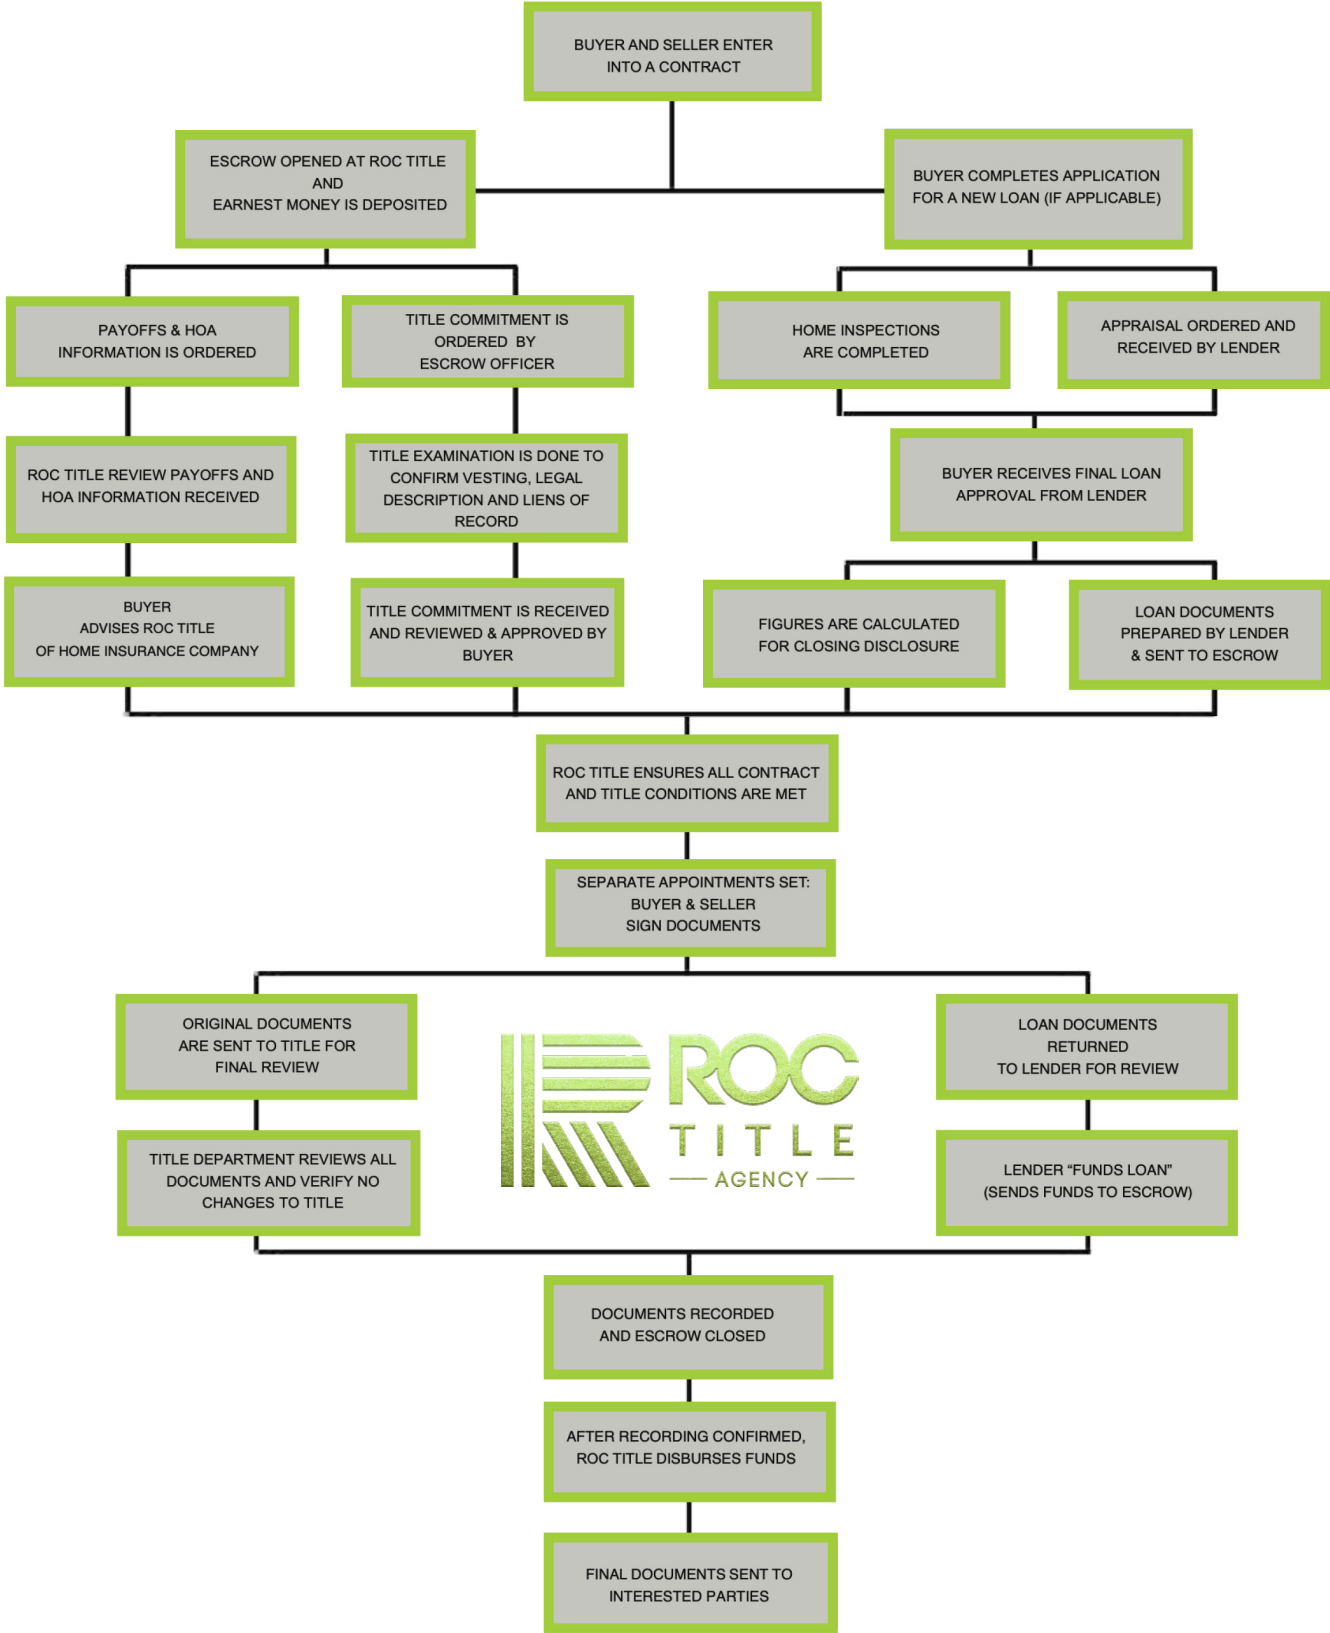 BUYER AND SELLER ENTER
INTO A CONTRACT
ESCROW OPENED AT ROC TITLE
AND
EARNEST MONEY IS DEPOSITED
BUYER COMPLETES APPLICATION
FOR A NEW LOAN (IF APPLICABLE)
PAYOFFS & HOA
INFORMATION IS ORDERED
TITLE COMMITMENT IS
ORDERED BY
ESCROW OFFICER
HOME INSPECTIONS
ARE COMPLETED
APPRAISAL ORDERED AND
RECEIVED BY LENDER
ROC TITLE REVIEW PAYOFFS AND
HOA INFORMATION RECEIVED
TITLE EXAMINATION IS DONE TO
CONFIRM VESTING, LEGAL
DESCRIPTION AND LIENS OF
RECORD
BUYER RECEIVES FINAL LOAN
APPROVAL FROM LENDER
BUYER
ADVISES ROC TITLE
OF HOME INSURANCE COMPANY
TITLE COMMITMENT IS RECEIVED
AND REVIEWED & APPROVED BY
BUYER
FIGURES ARE CALCULATED
FOR CLOSING DISCLOSURE
LOAN DOCUMENTS
PREPARED BY LENDER
& SENT TO ESCROW
ROC TITLE ENSURES ALL CONTRACT
AND TITLE CONDITIONS ARE MET
SEPARATE APPOINTMENTS SET:
BUYER & SELLER
SIGN DOCUMENTS
ORIGINAL DOCUMENTS
ARE SENT TO TITLE FOR
FINAL REVIEW
ROC
TITLE
AGENCY
LOAN DOCUMENTS
RETURNED
TO LENDER FOR REVIEW
TITLE DEPARTMENT REVIEWS ALL
DOCUMENTS AND VERIFY NO
CHANGES TO TITLE
LENDER “FUNDS LOAN”
(SENDS FUNDS TO ESCROW)
DOCUMENTS RECORDED
AND ESCROW CLOSED
AFTER RECORDING CONFIRMED,
ROC TITLE DISBURSES FUNDS
FINAL DOCUMENTS SENT TO
INTERESTED PARTIES